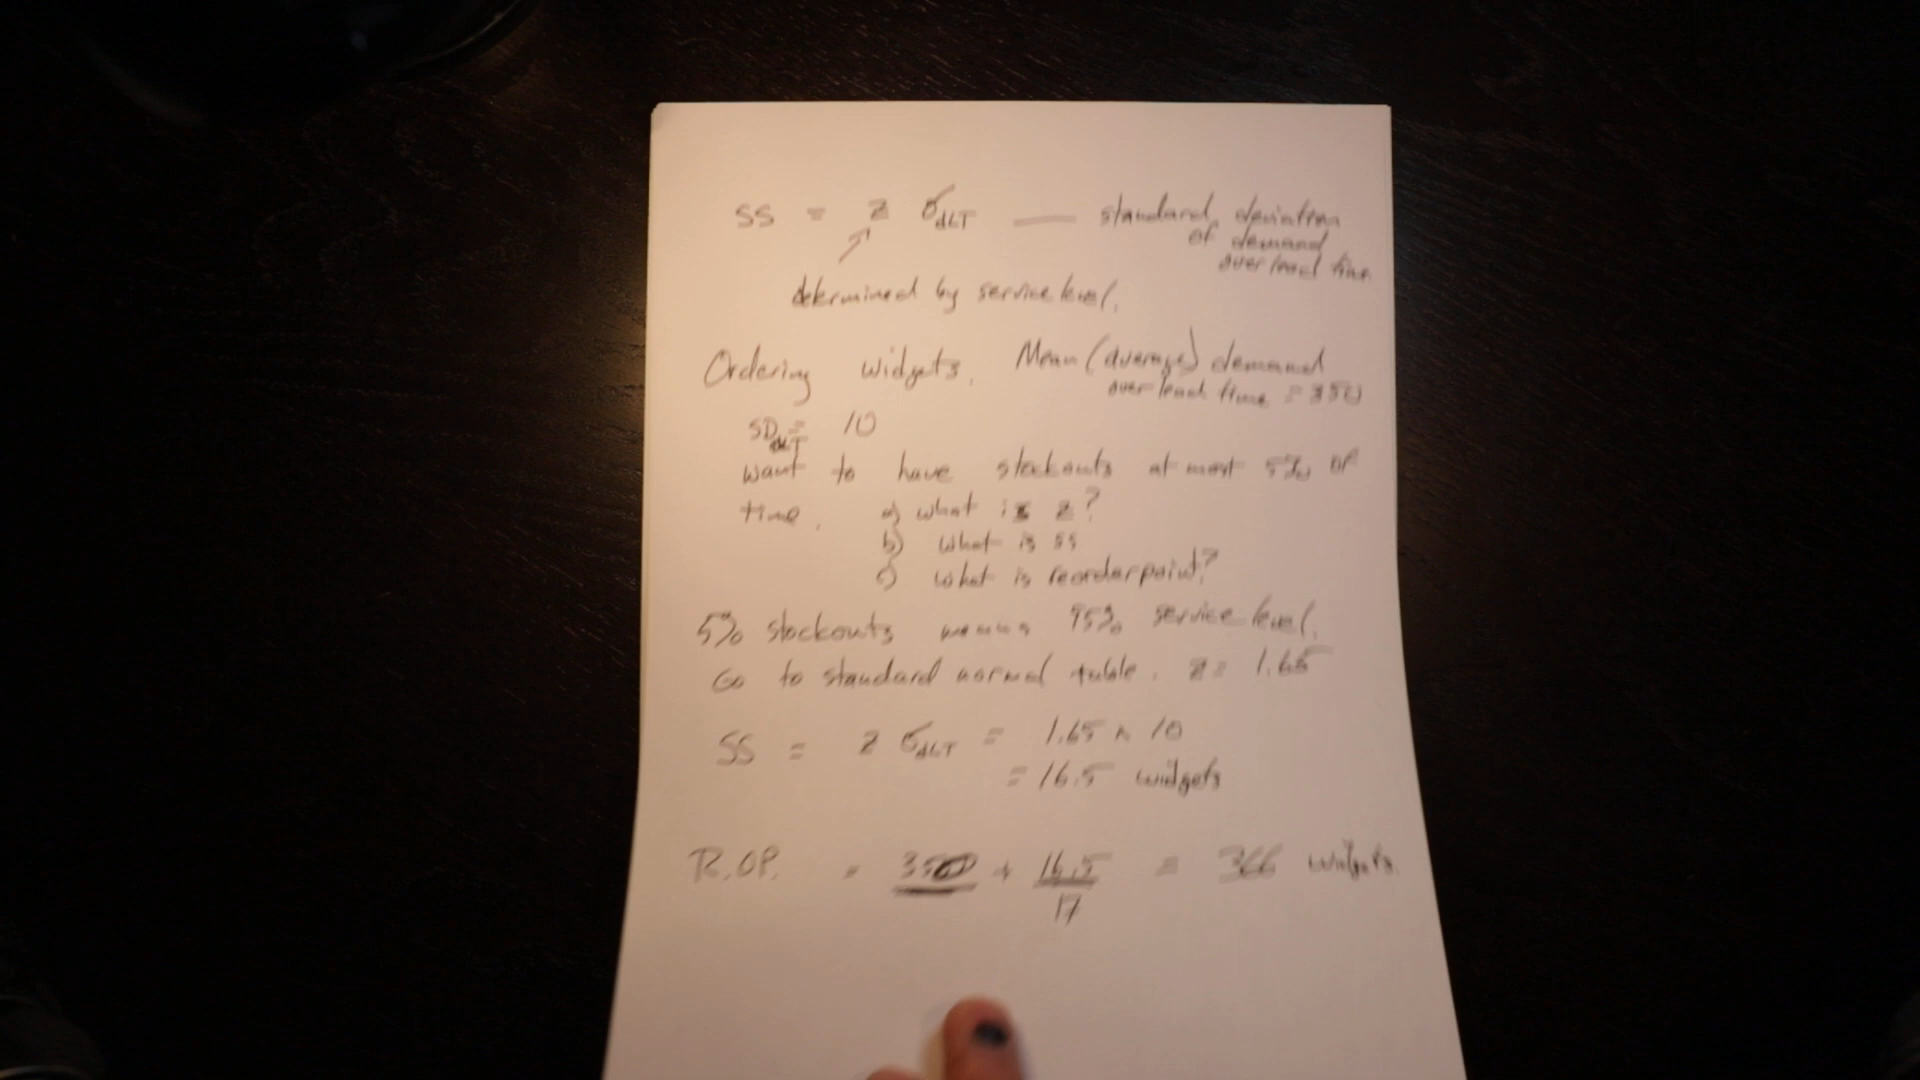 SS = z σdLT — standard deviation
of demand
over lead time
determined by service level.
Ordering widgets. Mean (average) demand
over lead time = 350
SDdLT = 10
want to have stockouts at most 5% of
time. a) what is z?
b) what is ss
c) what is reorder point?
5% stockouts means 95% service level.
Go to standard normal table. z = 1.65
SS = z σdLT = 1.65 x 10
= 16.5 widgets
R.O.P. = 350 + 16.5 = 366 widgets.
17